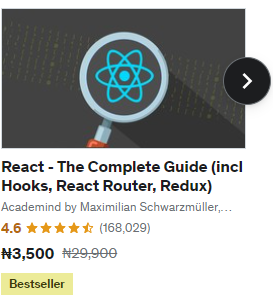 React - The Complete Guide (incl
Hooks, React Router, Redux)
Academind by Maximilian Schwarzmüller,...
4.6 (168,029)
₦3,500 ₦29,900
Bestseller